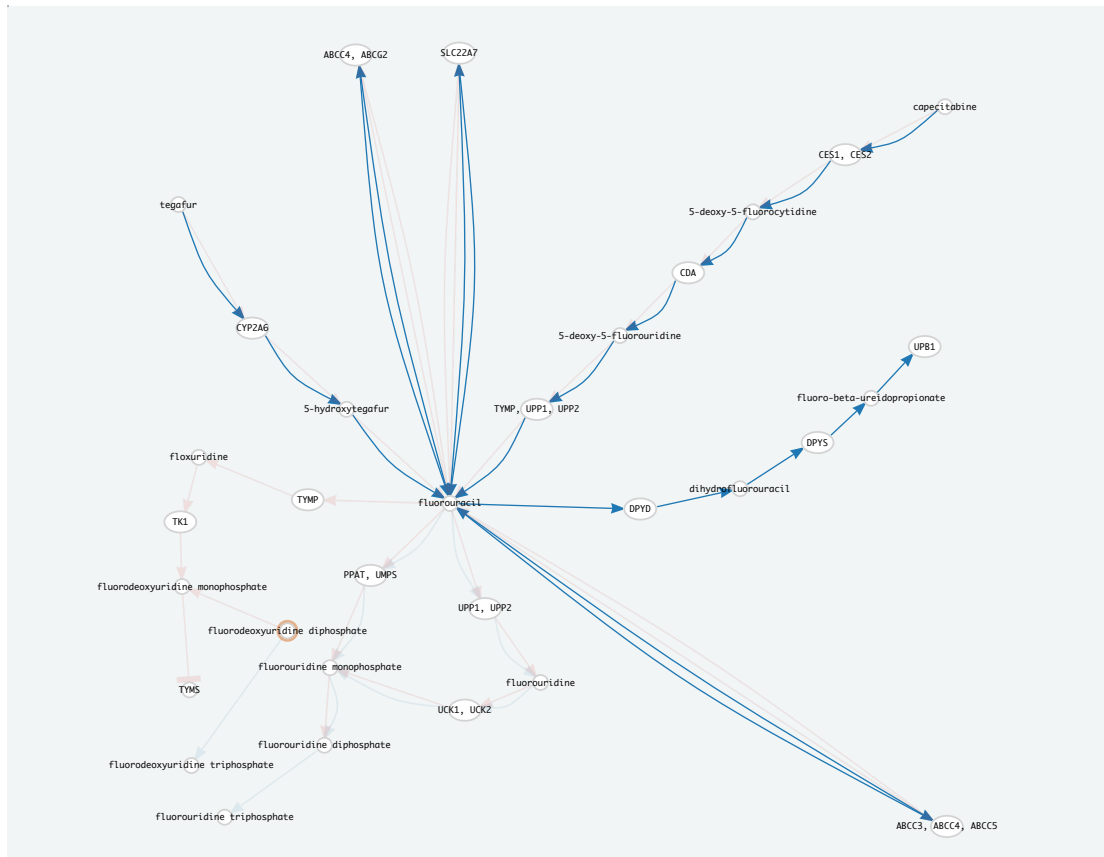 ABCC4, ABCG2
SLC22A7
capecitabine
CES1, CES2
tegafur
5-deoxy-5-fluorocytidine
CDA
CYP2A6
5-deoxy-5-fluorouridine
UPB1
fluoro-beta-ureidopropionate
5-hydroxytegafur
TYMP, UPP1, UPP2
DPYS
floxuridine
dihydrofluorouracil
TYMP
fluorouracil
DPYD
TK1
PPAT, UMPS
fluorodeoxyuridine monophosphate
UPP1, UPP2
fluorodeoxyuridine diphosphate
fluorouridine monophosphate
fluorouridine
TYMS
UCK1, UCK2
fluorouridine diphosphate
fluorodeoxyuridine triphosphate
fluorouridine triphosphate
ABCC3, ABCC4, ABCC5